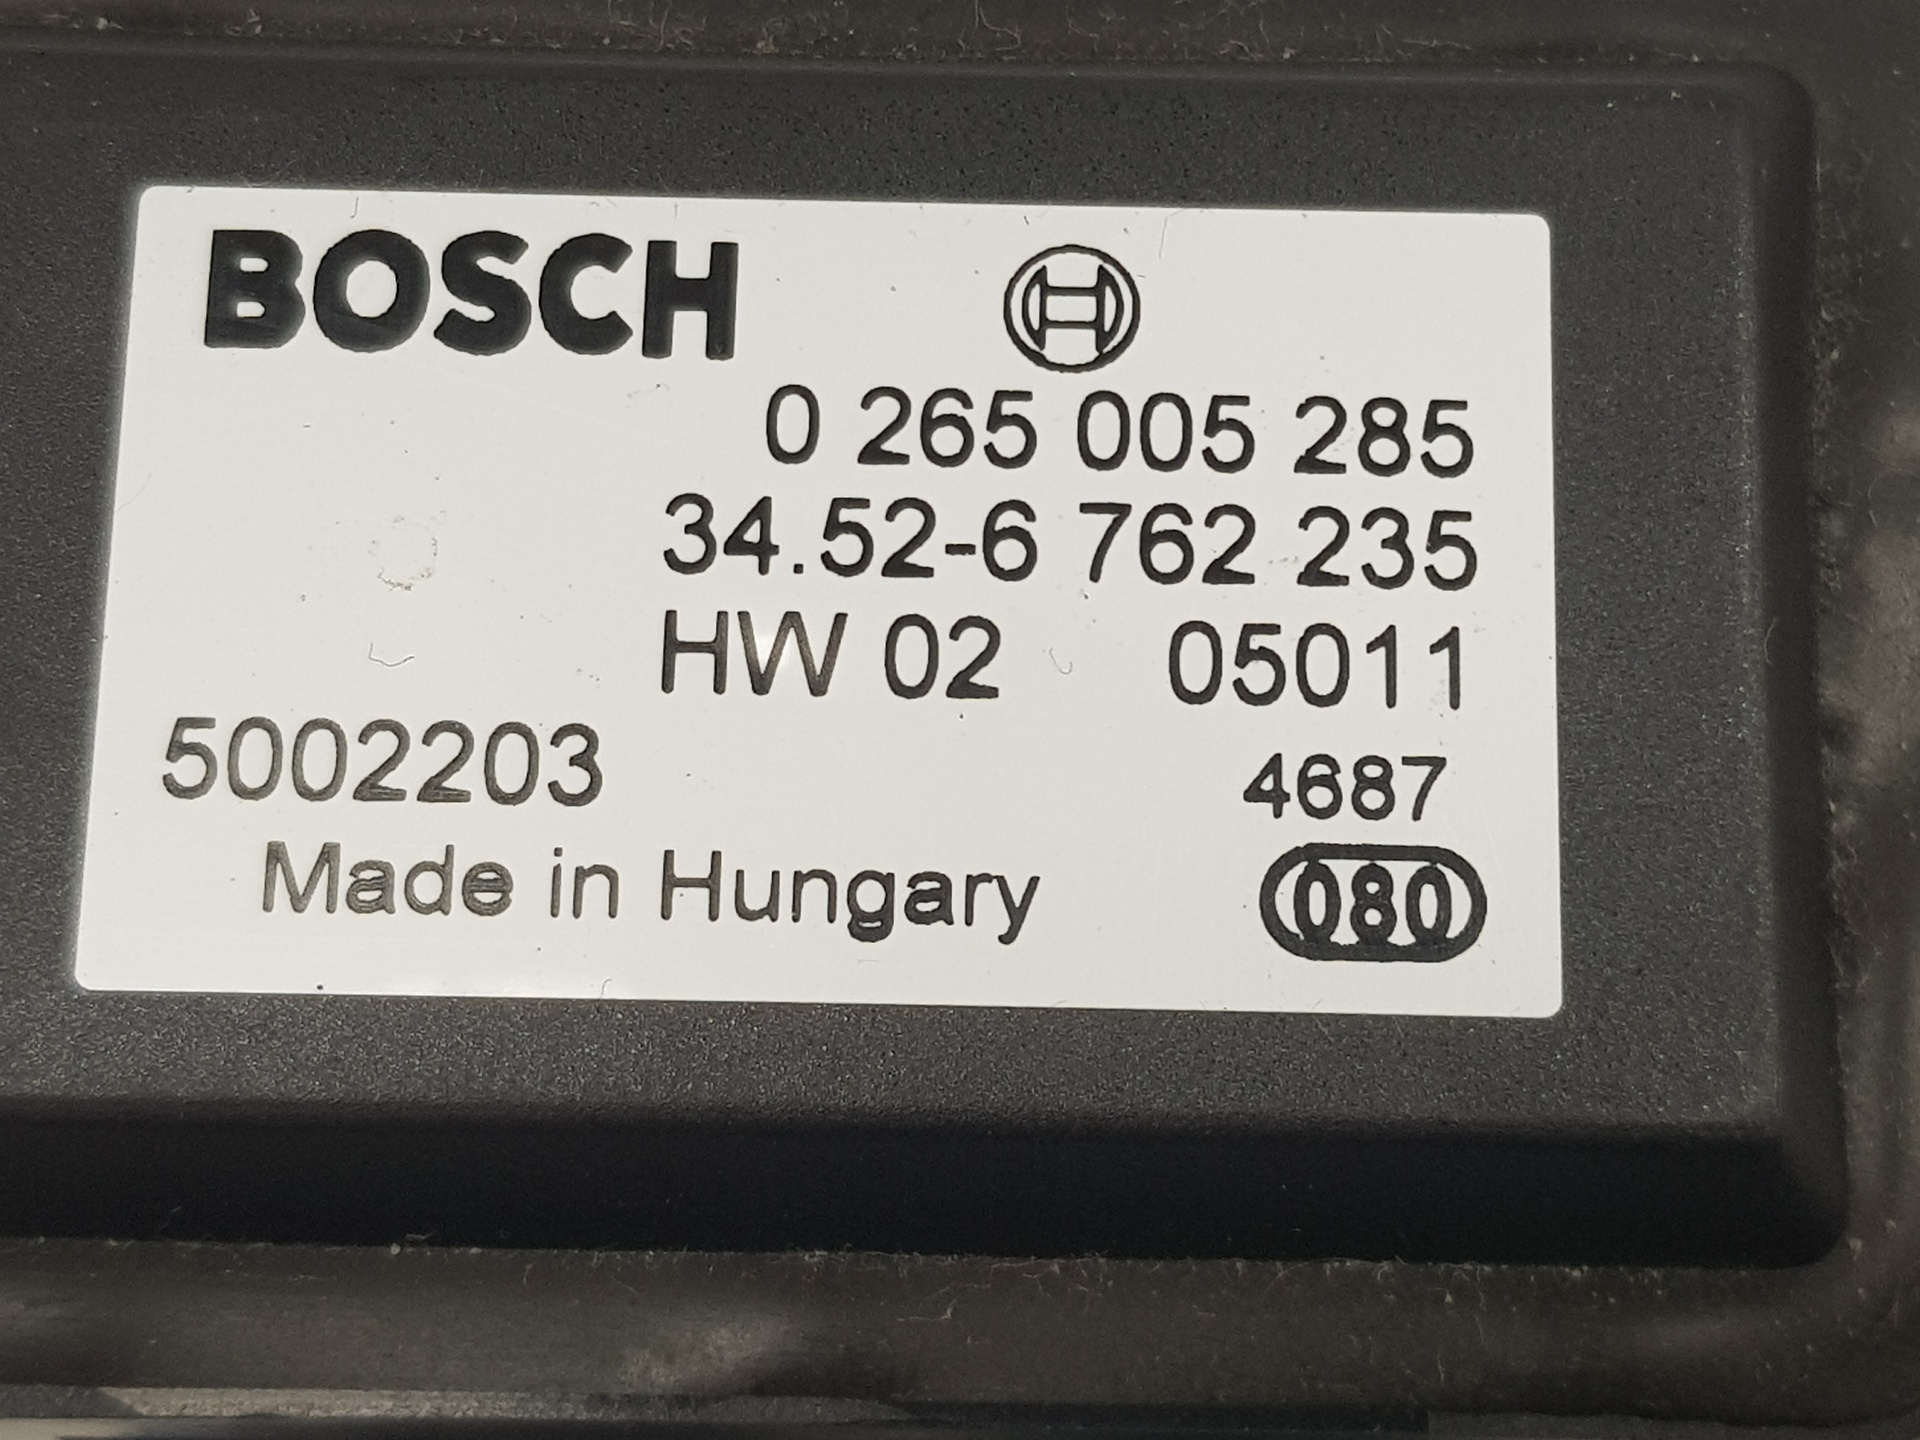 BOSCH
0 265 005 285
34.52-6 762 235
HW 02 05011
5002203 4687
Made in Hungary 080